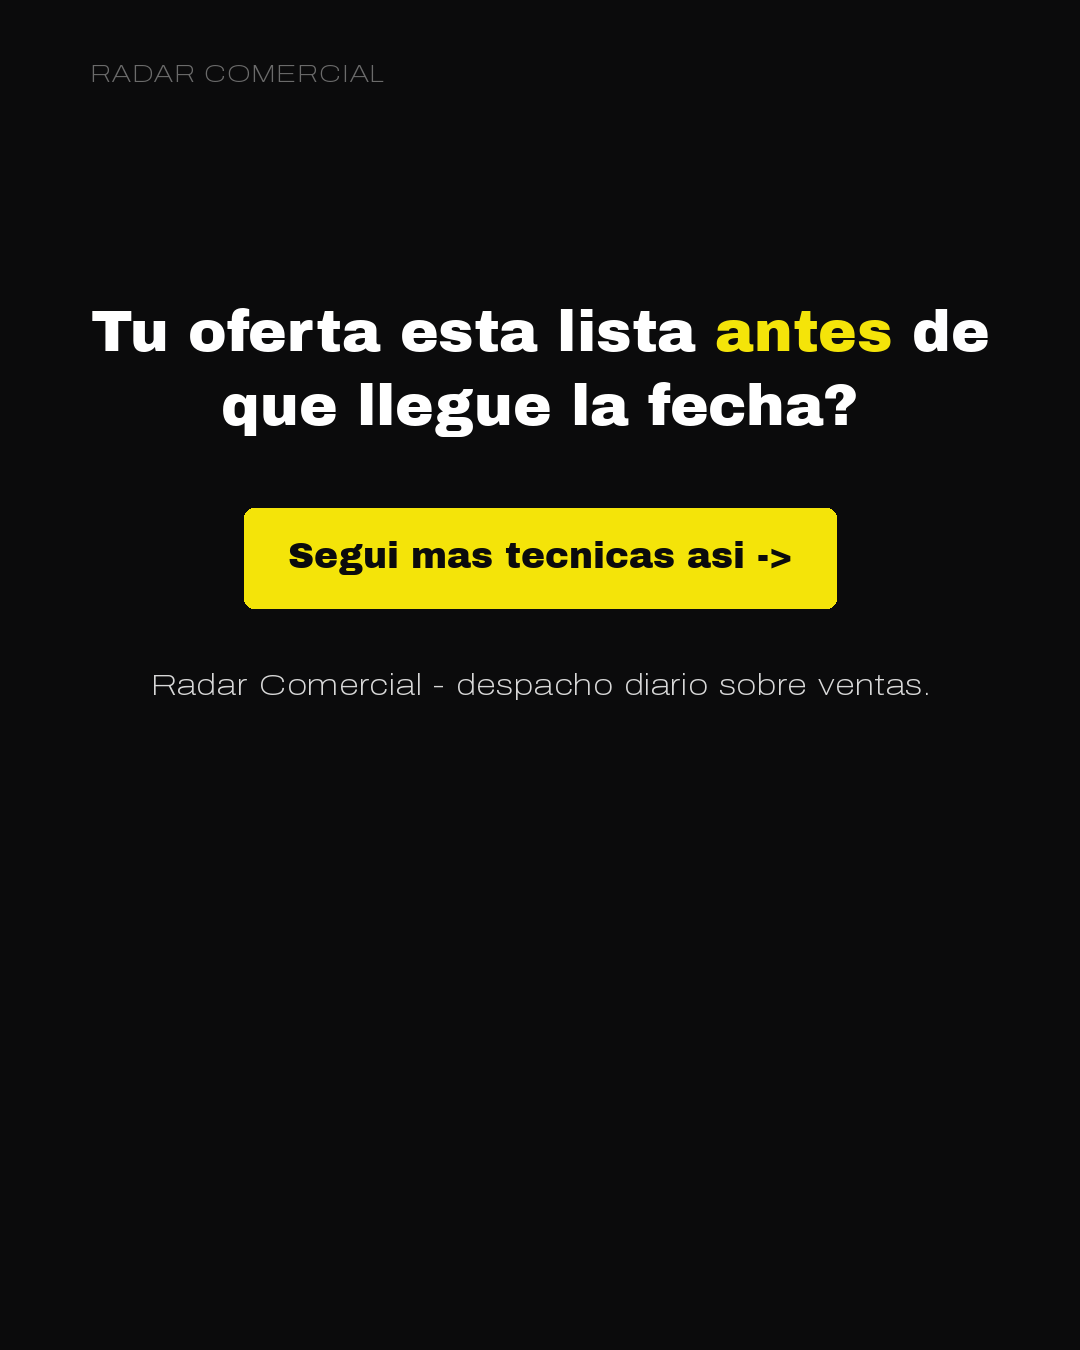 RADAR COMERCIAL
Tu oferta esta lista antes de
que llegue la fecha?
Segui mas tecnicas asi ->
Radar Comercial - despacho diario sobre ventas.